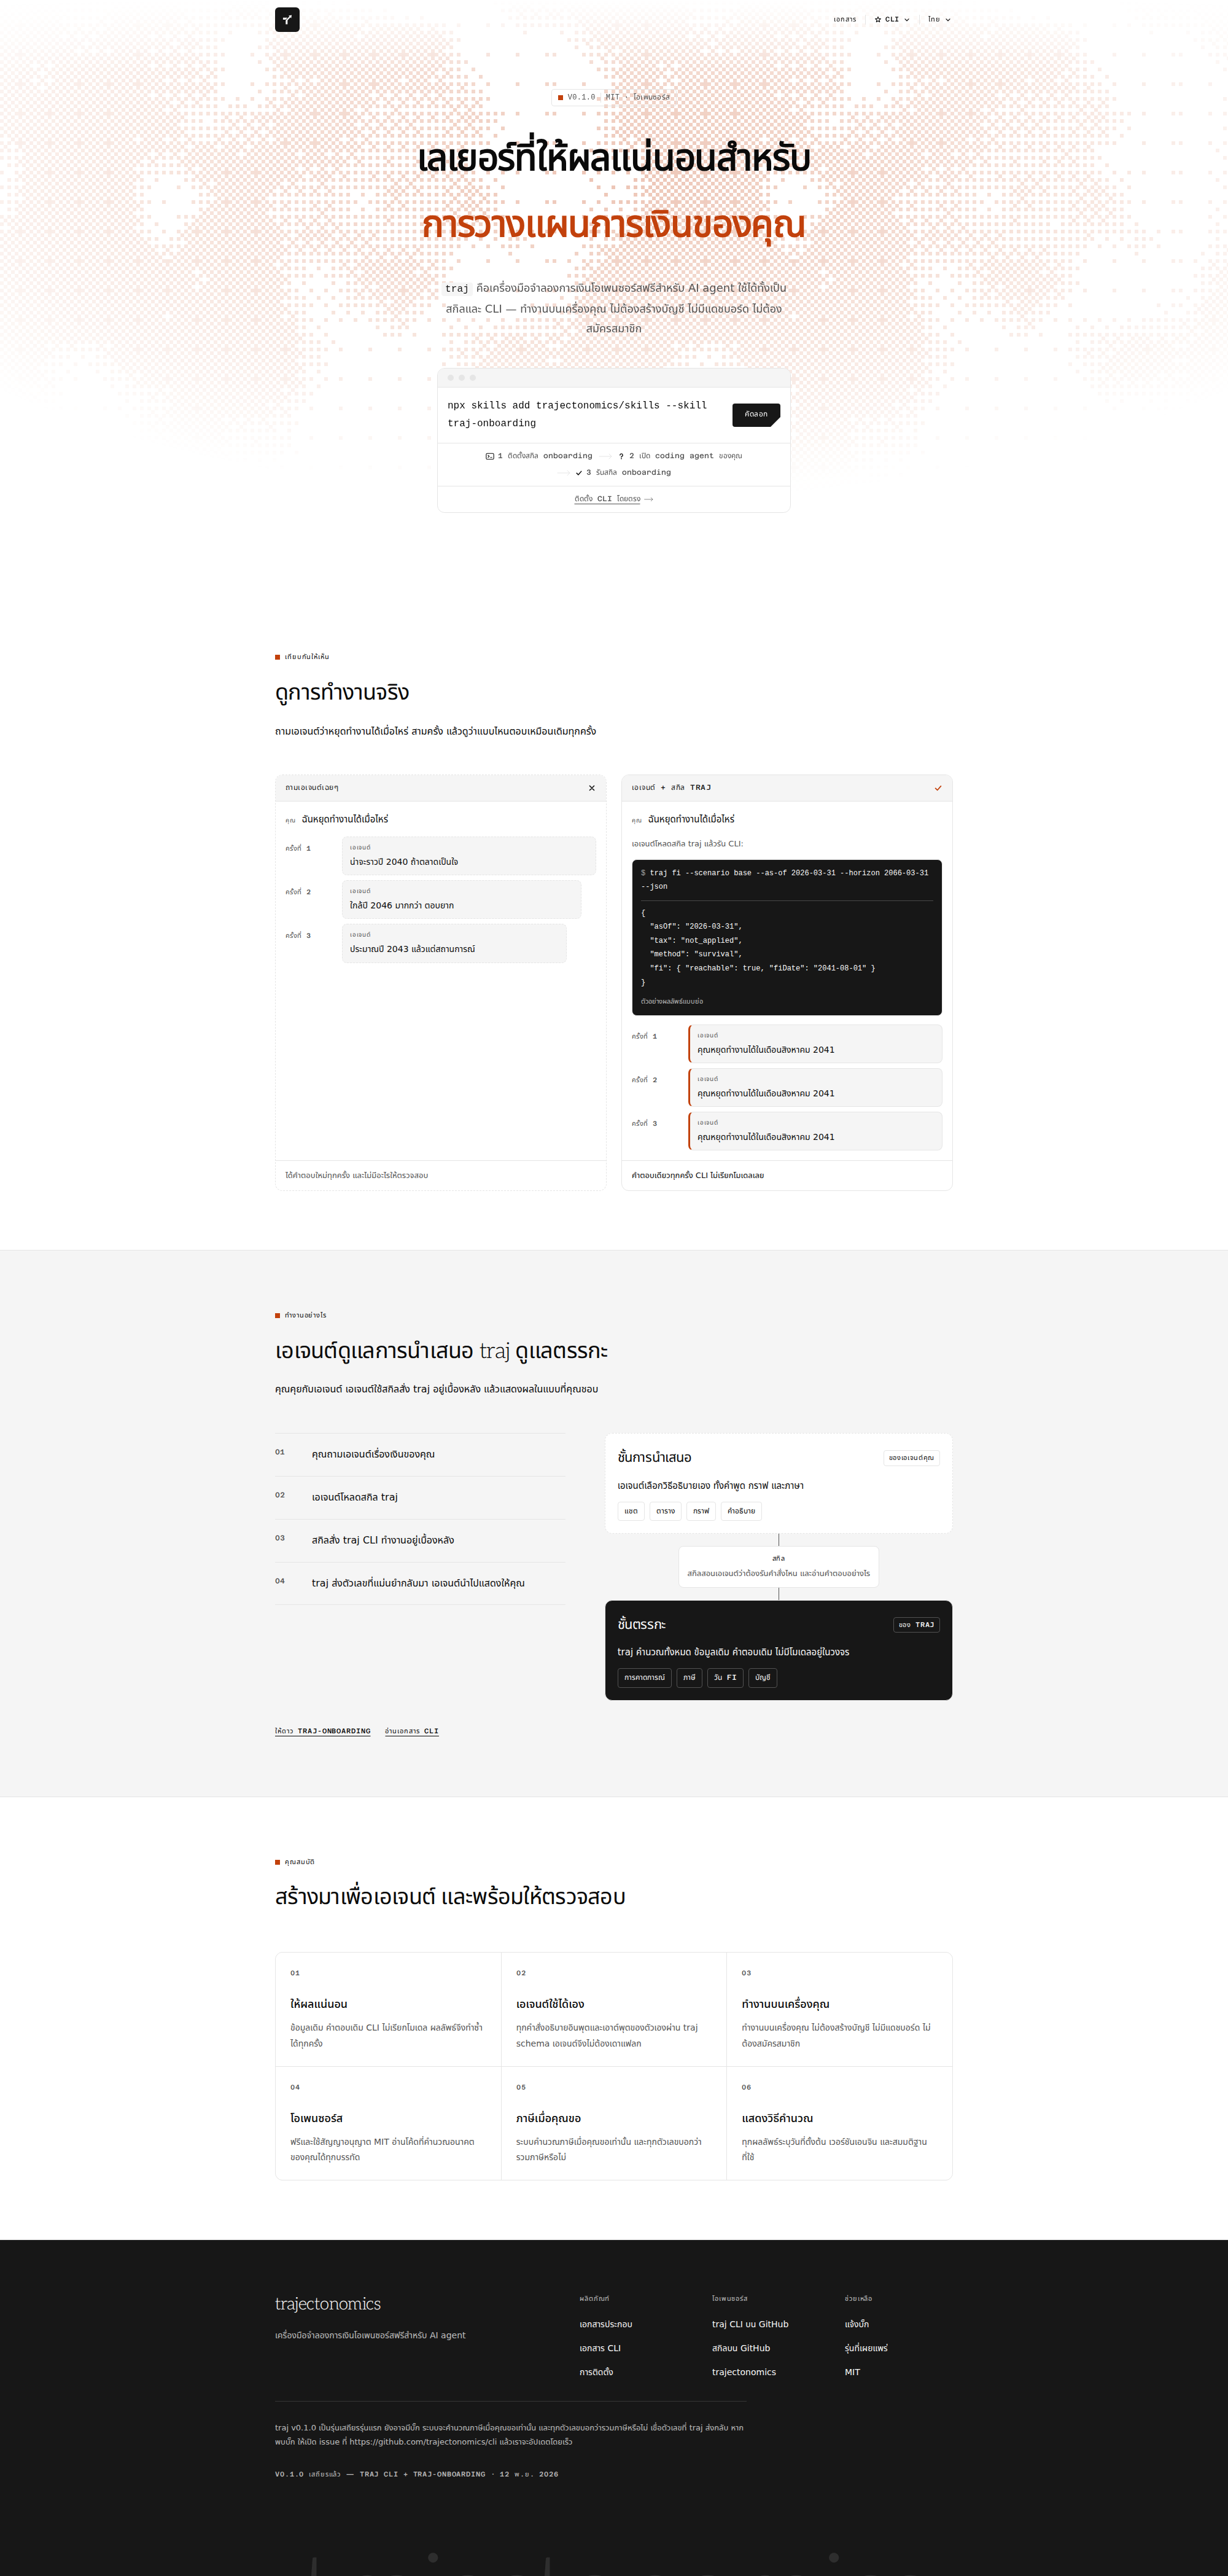 เอกสาร
CLI
ไทย
V0.1.0 · MIT · โอเพนซอร์ส
เลเยอร์ที่ให้ผลแน่นอนสำหรับ
การวางแผนการเงินของคุณ
traj คือเครื่องมือจำลองการเงินโอเพนซอร์สฟรีสำหรับ AI agent ใช้ได้ทั้งเป็น
สกิลและ CLI — ทำงานบนเครื่องคุณ ไม่ต้องสร้างบัญชี ไม่มีแดชบอร์ด ไม่ต้อง
สมัครสมาชิก
npx skills add trajectonomics/skills --skill
traj-onboarding
คัดลอก
1 ติดตั้งสกิล onboarding
2 เปิด coding agent ของคุณ
3 รันสกิล onboarding
ติดตั้ง CLI โดยตรง
เทียบกันให้เห็น
ดูการทำงานจริง
ถามเอเจนต์ว่าหยุดทำงานได้เมื่อไหร่ สามครั้ง แล้วดูว่าแบบไหนตอบเหมือนเดิมทุกครั้ง
ถามเอเจนต์เฉยๆ
คุณ ฉันหยุดทำงานได้เมื่อไหร่
ครั้งที่ 1
เอเจนต์
น่าจะราวปี 2040 ถ้าตลาดเป็นใจ
ครั้งที่ 2
เอเจนต์
ใกล้ปี 2046 มากกว่า ตอบยาก
ครั้งที่ 3
เอเจนต์
ประมาณปี 2043 แล้วแต่สถานการณ์
ได้คำตอบใหม่ทุกครั้ง และไม่มีอะไรให้ตรวจสอบ
เอเจนต์ + สกิล TRAJ
คุณ ฉันหยุดทำงานได้เมื่อไหร่
เอเจนต์โหลดสกิล traj แล้วรัน CLI:
$ traj fi --scenario base --as-of 2026-03-31 --horizon 2066-03-31
--json
{
"asOf": "2026-03-31",
"tax": "not_applied",
"method": "survival",
"fi": { "reachable": true, "fiDate": "2041-08-01" }
}
ตัวอย่างผลลัพธ์แบบย่อ
ครั้งที่ 1
เอเจนต์
คุณหยุดทำงานได้ในเดือนสิงหาคม 2041
ครั้งที่ 2
เอเจนต์
คุณหยุดทำงานได้ในเดือนสิงหาคม 2041
ครั้งที่ 3
เอเจนต์
คุณหยุดทำงานได้ในเดือนสิงหาคม 2041
คำตอบเดียวทุกครั้ง CLI ไม่เรียกโมเดลเลย
ทำงานอย่างไร
เอเจนต์ดูแลการนำเสนอ traj ดูแลตรรกะ
คุณคุยกับเอเจนต์ เอเจนต์ใช้สกิลสั่ง traj อยู่เบื้องหลัง แล้วแสดงผลในแบบที่คุณชอบ
01 คุณถามเอเจนต์เรื่องเงินของคุณ
02 เอเจนต์โหลดสกิล traj
03 สกิลสั่ง traj CLI ทำงานอยู่เบื้องหลัง
04 traj ส่งตัวเลขที่แม่นยำกลับมา เอเจนต์นำไปแสดงให้คุณ
ชั้นการนำเสนอ
ของเอเจนต์คุณ
เอเจนต์เลือกวิธีอธิบายเอง ทั้งคำพูด กราฟ และภาษา
แชต ตาราง กราฟ คำอธิบาย
สกิล
สกิลสอนเอเจนต์ว่าต้องรันคำสั่งไหน และอ่านคำตอบอย่างไร
ชั้นตรรกะ
ของ TRAJ
traj คำนวณทั้งหมด ข้อมูลเดิม คำตอบเดิม ไม่มีโมเดลอยู่ในวงจร
การคาดการณ์ ภาษี วัน FI บัญชี
ให้ดาว TRAJ-ONBOARDING
อ่านเอกสาร CLI
คุณสมบัติ
สร้างมาเพื่อเอเจนต์ และพร้อมให้ตรวจสอบ
01
ให้ผลแน่นอน
ข้อมูลเดิม คำตอบเดิม CLI ไม่เรียกโมเดล ผลลัพธ์จึงทำซ้ำ
ได้ทุกครั้ง
02
เอเจนต์ใช้ได้เอง
ทุกคำสั่งอธิบายอินพุตและเอาต์พุตของตัวเองผ่าน traj
schema เอเจนต์จึงไม่ต้องเดาแฟลก
03
ทำงานบนเครื่องคุณ
ทำงานบนเครื่องคุณ ไม่ต้องสร้างบัญชี ไม่มีแดชบอร์ด ไม่
ต้องสมัครสมาชิก
04
โอเพนซอร์ส
ฟรีและใช้สัญญาอนุญาต MIT อ่านโค้ดที่คำนวณอนาคต
ของคุณได้ทุกบรรทัด
05
ภาษีเมื่อคุณขอ
ระบบคำนวณภาษีเมื่อคุณขอเท่านั้น และทุกตัวเลขบอกว่า
รวมภาษีหรือไม่
06
แสดงวิธีคำนวณ
ทุกผลลัพธ์ระบุวันที่ตั้งต้น เวอร์ชันเอนจิน และสมมติฐาน
ที่ใช้
trajectonomics
เครื่องมือจำลองการเงินโอเพนซอร์สฟรีสำหรับ AI agent
ผลิตภัณฑ์
เอกสารประกอบ
เอกสาร CLI
การติดตั้ง
โอเพนซอร์ส
traj CLI บน GitHub
สกิลบน GitHub
trajectonomics
ช่วยเหลือ
แจ้งบั๊ก
รุ่นที่เผยแพร่
MIT
traj v0.1.0 เป็นรุ่นเสถียรรุ่นแรก ยังอาจมีบั๊ก ระบบจะคำนวณภาษีเมื่อคุณขอเท่านั้น และทุกตัวเลขบอกว่ารวมภาษีหรือไม่ เชื่อตัวเลขที่ traj ส่งกลับ หาก
พบบั๊ก ให้เปิด issue ที่ https://github.com/trajectonomics/cli แล้วเราจะอัปเดตโดยเร็ว
V0.1.0 เสถียรแล้ว — TRAJ CLI + TRAJ-ONBOARDING · 12 พ.ย. 2026